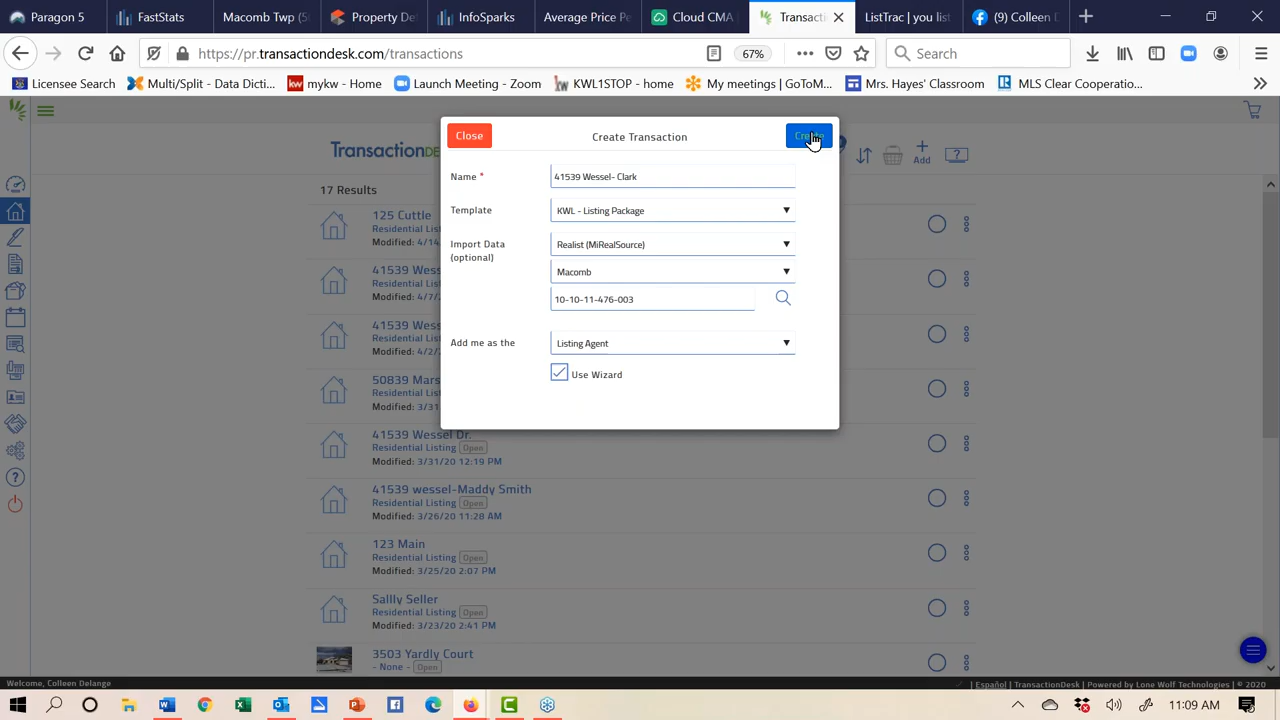 Paragon 5
FastStats
Macomb Twp (S
Property Det
InfoSparks
Average Price Pe
Cloud CMA
Transacti
ListTrac | you list
(9) Colleen D
https://pr.transactiondesk.com/transactions
67%
Search
Licensee Search
Multi/Split - Data Dicti...
mykw - Home
Launch Meeting - Zoom
KWL1STOP - home
My meetings | GoToM...
Mrs. Hayes' Classroom
MLS Clear Cooperatio...
Close
Create Transaction
Create
TransactionDE
Add
Name *
41539 Wessel- Clark
17 Results
Template
KWL - Listing Package
125 Cuttle
Residential List
Modified: 4/14
Import Data
(optional)
Realist (MiRealSource)
Macomb
10-10-11-476-003
41539 Wess
Residential List
Modified: 4/7/
41539 Wess
Residential List
Modified: 4/2/
Add me as the
Listing Agent
Use Wizard
50839 Mars
Residential List
Modified: 3/31
41539 Wessel Dr.
Residential Listing Open
Modified: 3/31/20 12:19 PM
41539 wessel-Maddy Smith
Residential Listing Open
Modified: 3/26/20 11:28 AM
123 Main
Residential Listing Open
Modified: 3/25/20 2:07 PM
Sallly Seller
Residential Listing Open
Modified: 3/23/20 2:41 PM
3503 Yardly Court
- None - Open
Welcome, Colleen Delange
Español | TransactionDesk | Powered by Lone Wolf Technologies | © 2020
11:09 AM